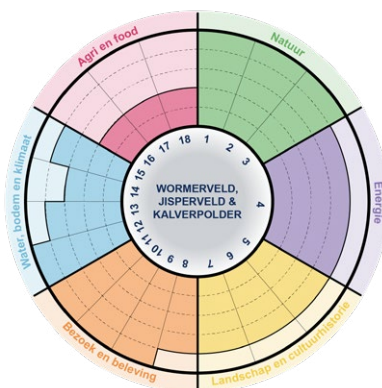 Agri en food
Natuur
Water, bodem en klimaat
Energie
Bezoek en beleving
Landschap en cultuurhistorie
WORMERVELD,
JISPERVELD &
KALVERPOLDER
1
2
3
4
5
6
7
8
9
10
11
12
13
14
15
16
17
18